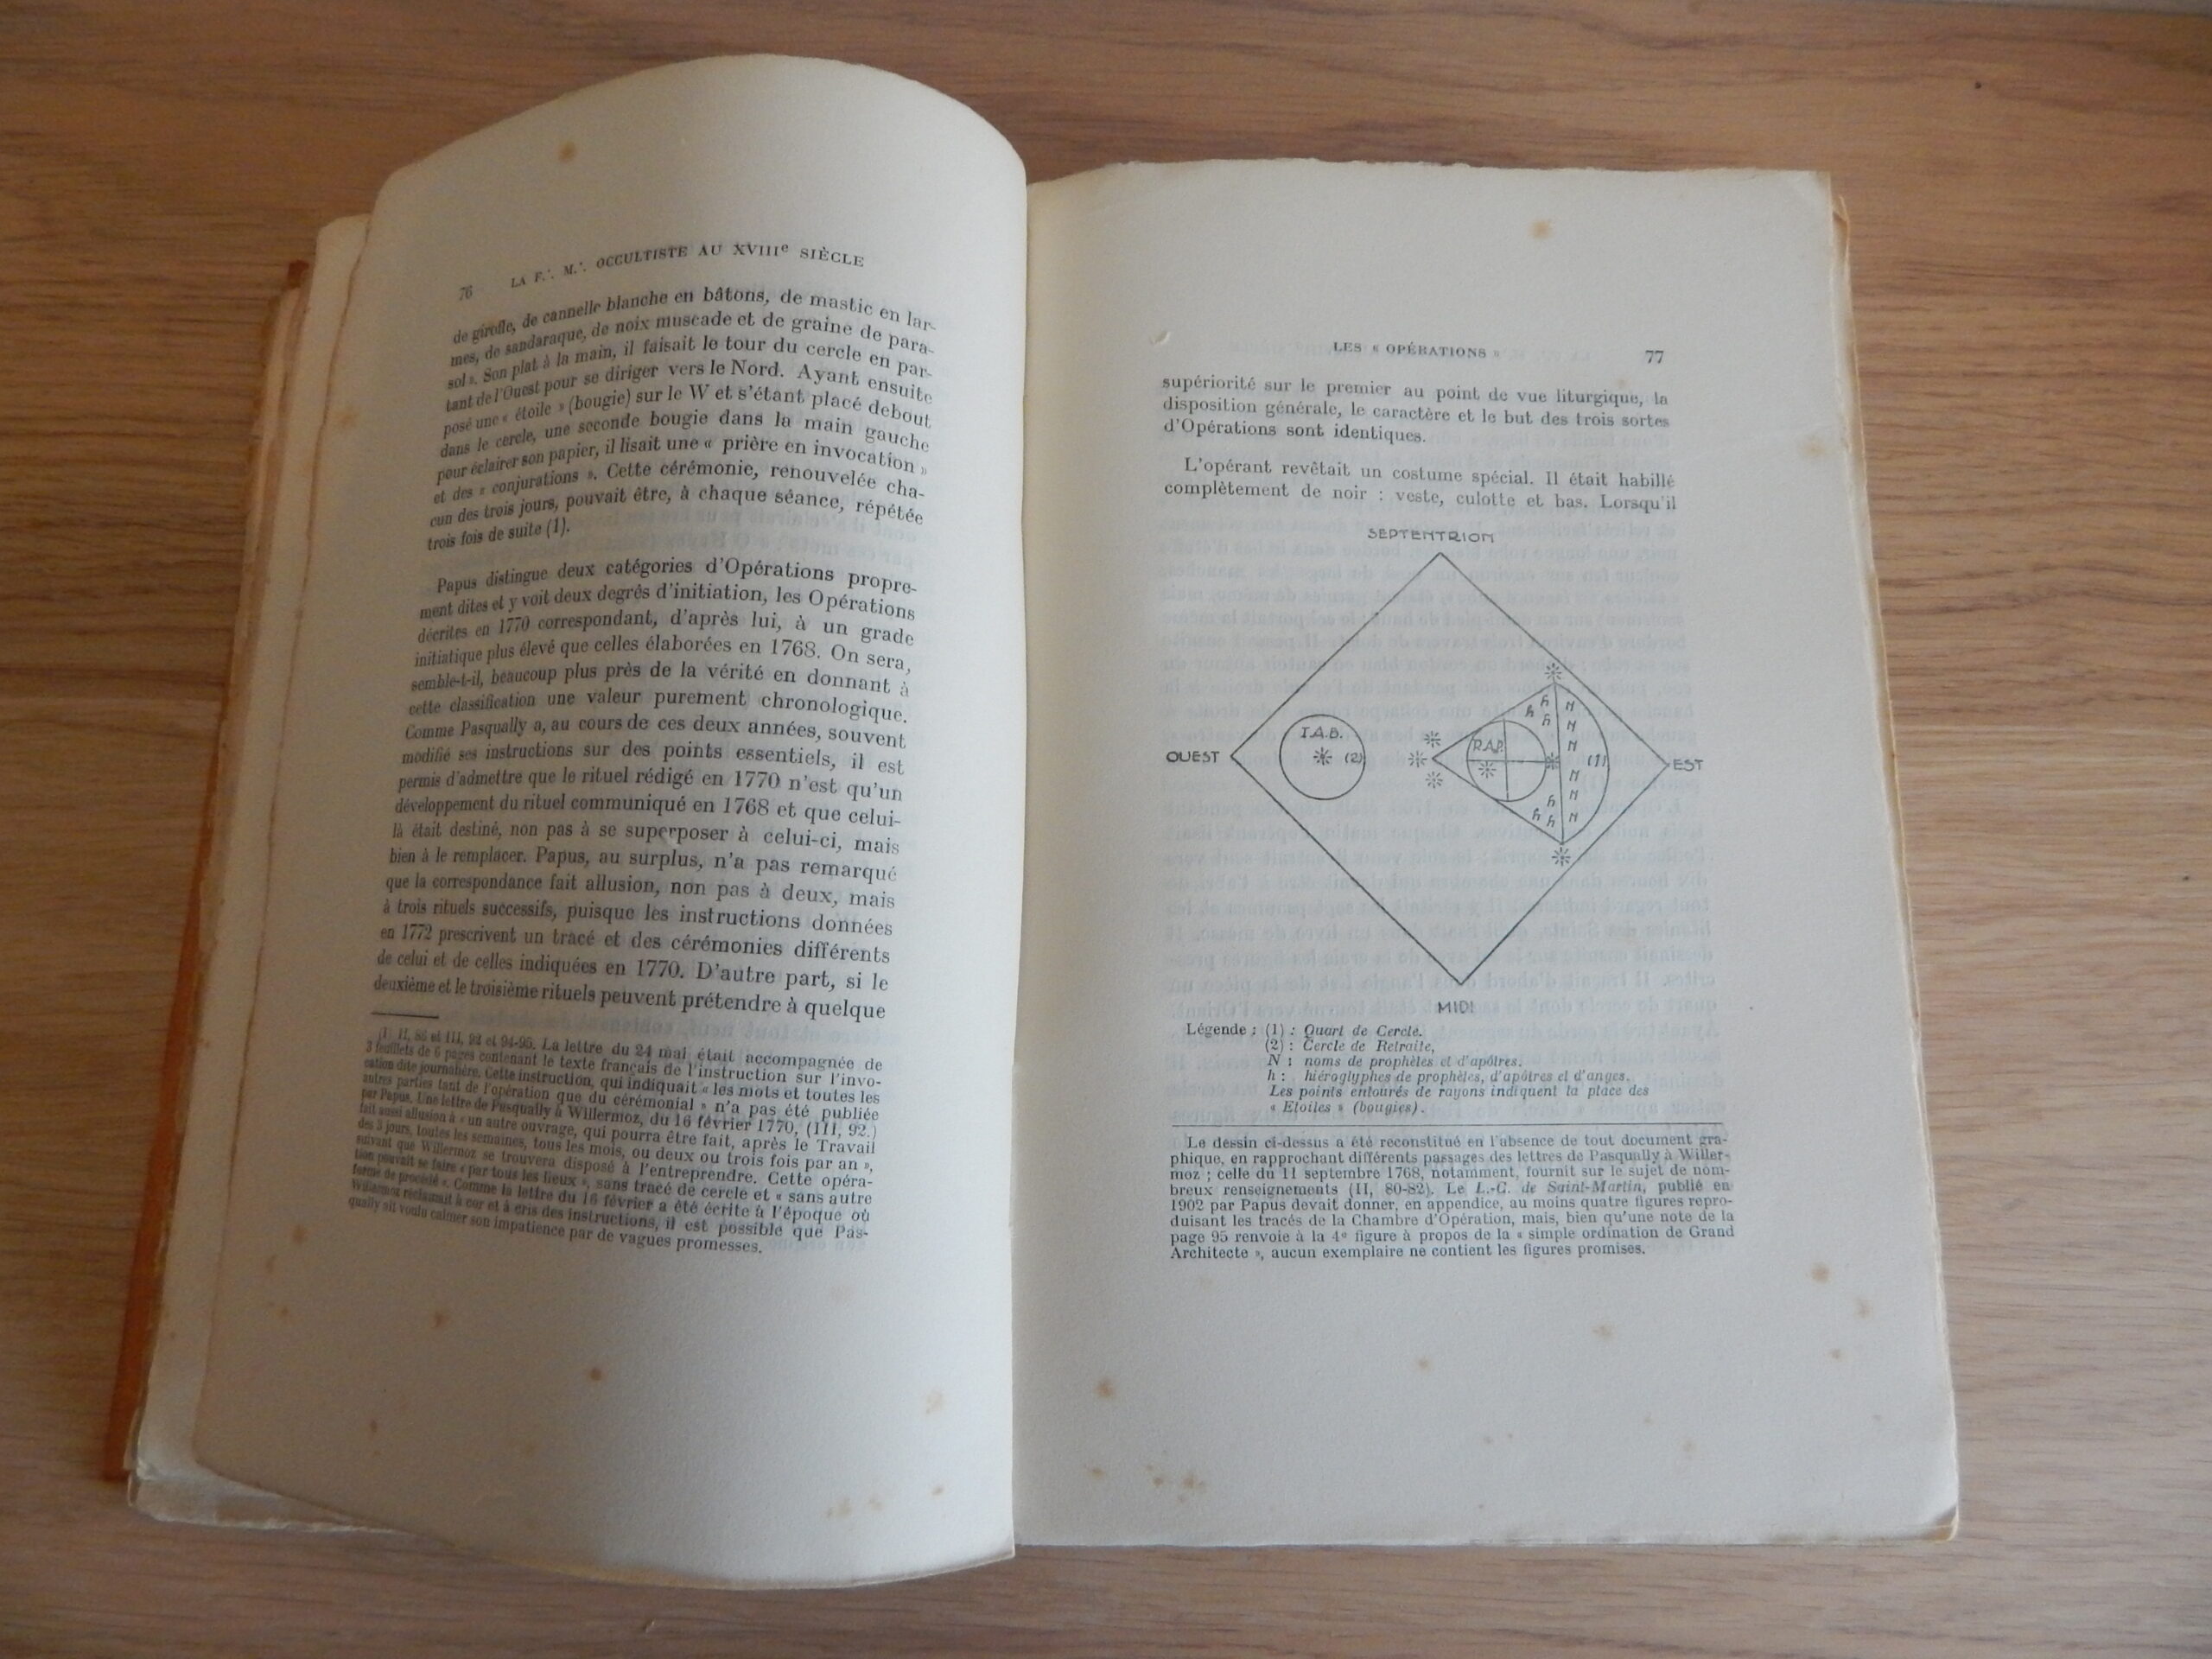 76
LA F.·. M.·. OCCULTISTE AU XVIIIe SIÈCLE
de girofle, de cannelle blanche en bâtons, de mastic en lar-
mes, de sandaraque, de noix muscade et de graine de para-
sol ». Son plat à la main, il faisait le tour du cercle en par-
tant de l'Ouest pour se diriger vers le Nord. Ayant ensuite
posé une « étoile » (bougie) sur le W et s'étant placé debout
dans le cercle, une seconde bougie dans la main gauche
pour éclairer son papier, il lisait une « prière en invocation »
et des « conjurations ». Cette cérémonie, renouvelée cha-
cun des trois jours, pouvait être, à chaque séance, répétée
trois fois de suite (1).
Papus distingue deux catégories d'Opérations propre-
ment dites et y voit deux degrés d'initiation, les Opérations
décrites en 1770 correspondant, d'après lui, à un grade
initiatique plus élevé que celles élaborées en 1768. On sera,
semble-t-il, beaucoup plus près de la vérité en donnant à
cette classification une valeur purement chronologique.
Comme Pasqually a, au cours de ces deux années, souvent
modifié ses instructions sur des points essentiels, il est
permis d'admettre que le rituel rédigé en 1770 n'est qu'un
développement du rituel communiqué en 1768 et que celui-
là était destiné, non pas à se superposer à celui-ci, mais
bien à le remplacer. Papus, au surplus, n'a pas remarqué
que la correspondance fait allusion, non pas à deux, mais
à trois rituels successifs, puisque les instructions données
en 1772 prescrivent un tracé et des cérémonies différents
de celui et de celles indiquées en 1770. D'autre part, si le
deuxième et le troisième rituels peuvent prétendre à quelque
(1 II, 85 et III, 92 et 94-95. La lettre du 24 mai était accompagnée de
3 feuillets de 6 pages contenant le texte français de l'instruction sur l'invo-
cation dite journalière. Cette instruction, qui indiquait « les mots et toutes les
autres parties tant de l'opération que du cérémonial » n'a pas été publiée
par Papus. Une lettre de Pasqually à Willermoz, du 16 février 1770, (III, 92.)
fait aussi allusion à « un autre ouvrage, qui pourra être fait, après le Travail
des 3 jours, toutes les semaines, tous les mois, ou deux ou trois fois par an »,
suivant que Willermoz se trouvera disposé à l'entreprendre. Cette opéra-
tion pouvait se faire « par tous les lieux », sans tracé de cercle et « sans autre
forme de procédé ». Comme la lettre du 16 février a été écrite à l'époque où
Willermoz réclamait à cor et à cris des instructions, il est possible que Pas-
qually ait voulu calmer son impatience par de vagues promesses.
LES « OPÉRATIONS »
77
supériorité sur le premier au point de vue liturgique, la
disposition générale, le caractère et le but des trois sortes
d'Opérations sont identiques.
L'opérant revêtait un costume spécial. Il était habillé
complètement de noir : veste, culotte et bas. Lorsqu'il
SEPTENTRION
OUEST
I.A.B.
(2)
R.A.P.
h
h
h
N
N
N
(1)
N
N
N
h
h
h
EST
MIDI
Légende : (1) : Quart de Cercle.
(2) : Cercle de Retraite,
N : noms de prophètes et d'apôtres.
h : hiéroglyphes de prophètes, d'apôtres et d'anges.
Les points entourés de rayons indiquent la place des
« Etoiles » (bougies).
Le dessin ci-dessus a été reconstitué en l'absence de tout document gra-
phique, en rapprochant différents passages des lettres de Pasqually à Willer-
moz ; celle du 11 septembre 1768, notamment, fournit sur le sujet de nom-
breux renseignements (II, 80-82). Le L.-C. de Saint-Martin, publié en
1902 par Papus devait donner, en appendice, au moins quatre figures repro-
duisant les tracés de la Chambre d'Opération, mais, bien qu'une note de la
page 95 renvoie à la 4e figure à propos de la « simple ordination de Grand
Architecte », aucun exemplaire ne contient les figures promises.